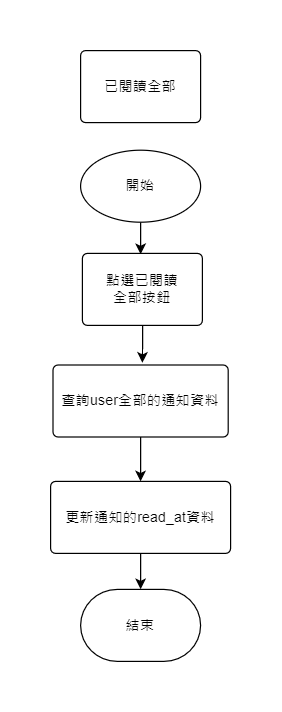 已閱讀全部
開始
點選已閱讀
全部按鈕
查詢user全部的通知資料
更新通知的read_at資料
結束